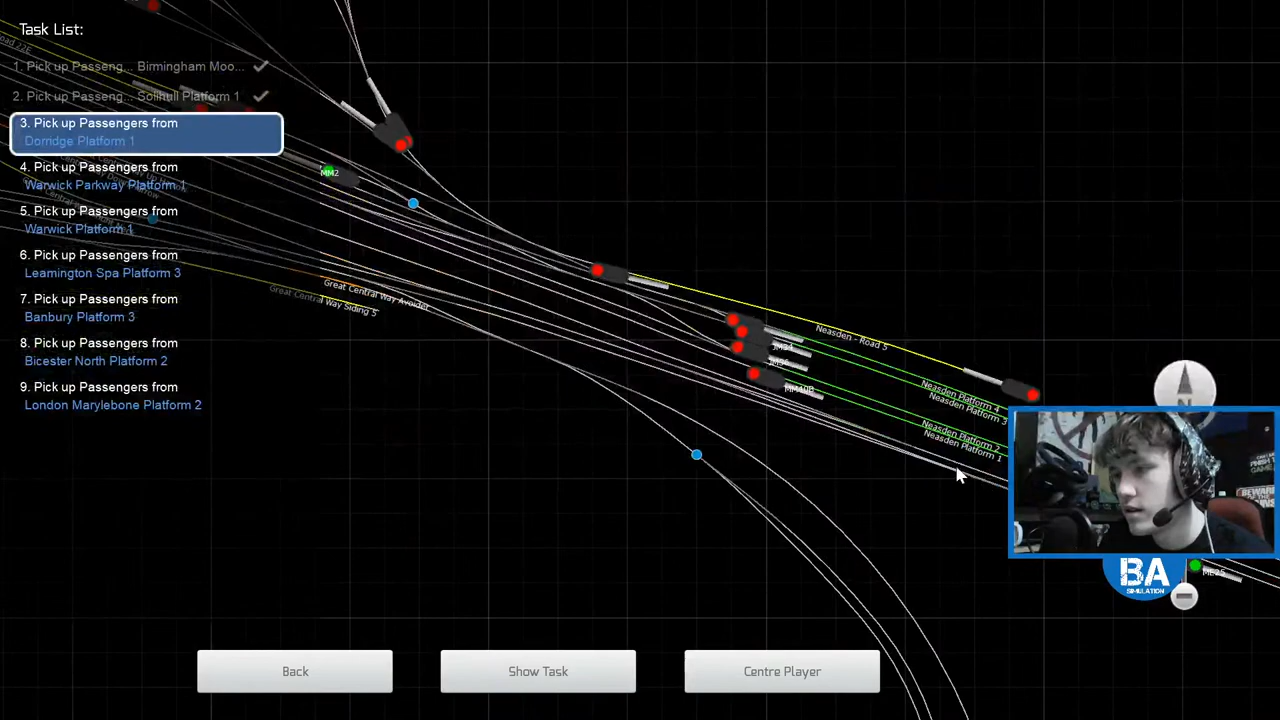 Task List:
1. Pick up Passeng... Birmingham Moo...
2. Pick up Passeng... Solihull Platform 1
3. Pick up Passengers from
Dorridge Platform 1
4. Pick up Passengers from
Warwick Parkway Platform 1
5. Pick up Passengers from
Warwick Platform 1
6. Pick up Passengers from
Leamington Spa Platform 3
7. Pick up Passengers from
Banbury Platform 3
8. Pick up Passengers from
Bicester North Platform 2
9. Pick up Passengers from
London Marylebone Platform 2
MM2
Great Central Way Avoider
Great Central Way Siding 5
Neasden - Road 5
Neasden Platform 4
Neasden Platform 3
Neasden Platform 2
Neasden Platform 1
N
BA
SIMULATION
Back
Show Task
Centre Player